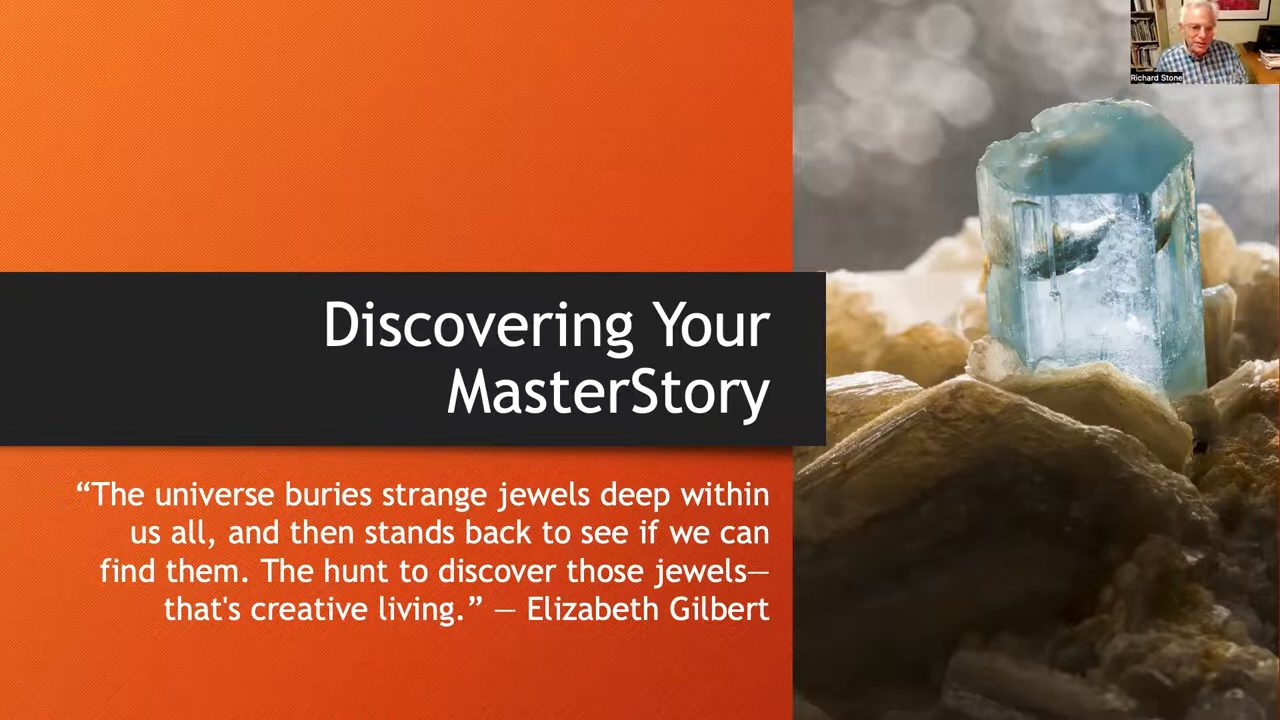 Richard Stone
Discovering Your
MasterStory
“The universe buries strange jewels deep within
us all, and then stands back to see if we can
find them. The hunt to discover those jewels—
that's creative living.” — Elizabeth Gilbert